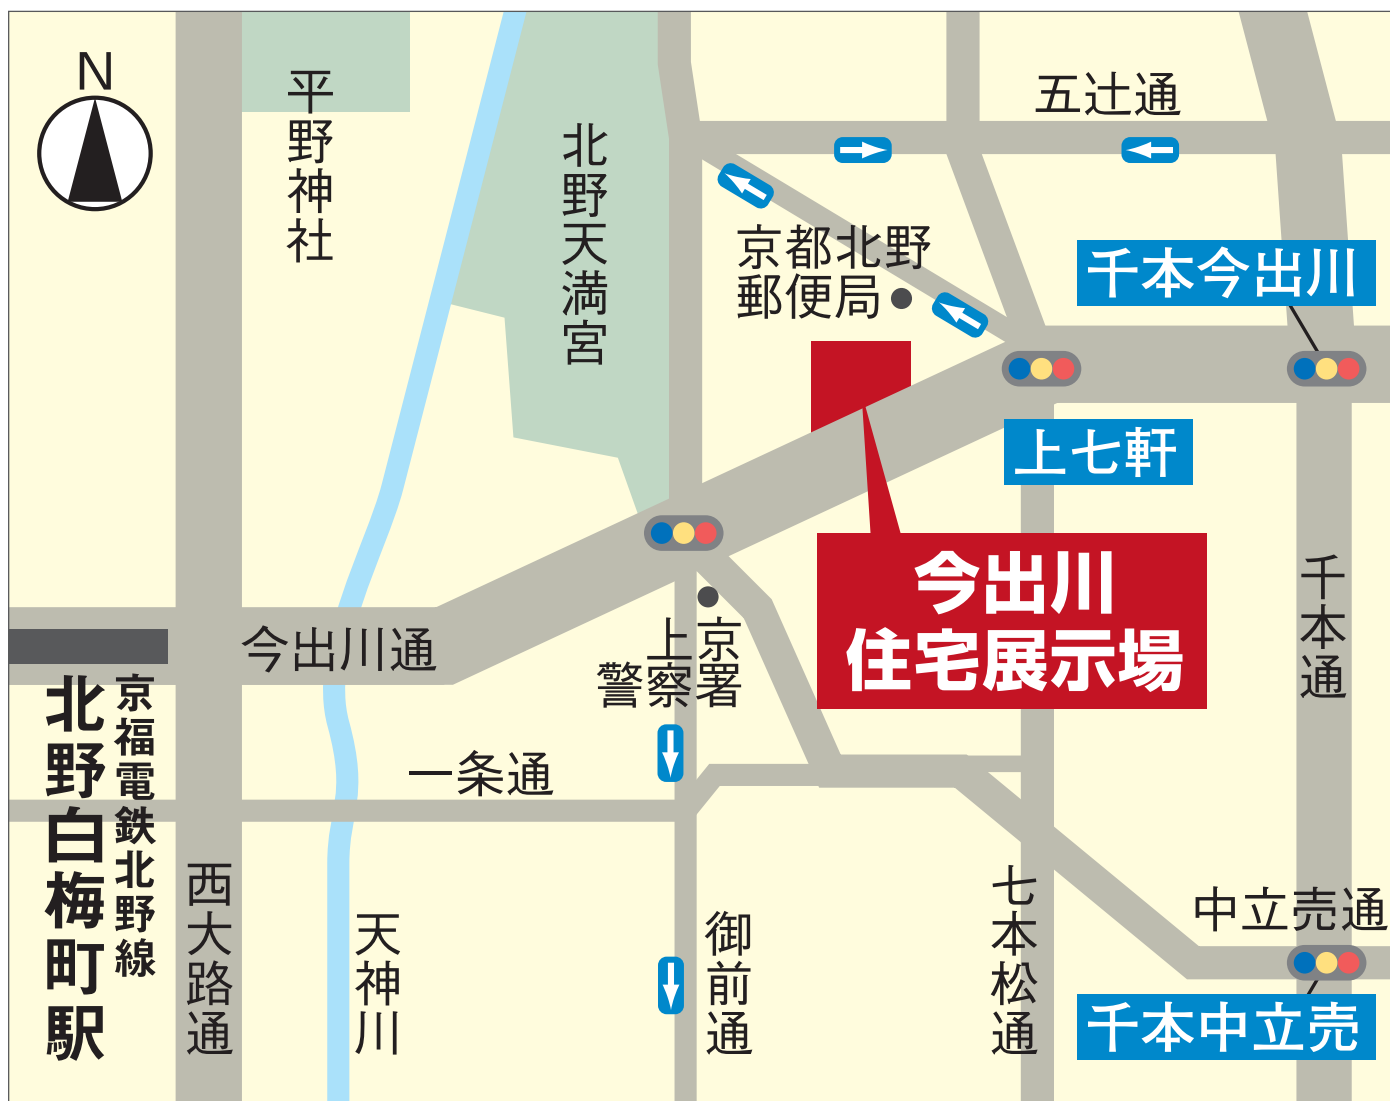 N
平野神社
北野天満宮
五辻通
京都北野
郵便局
千本今出川
上七軒
今出川
住宅展示場
千本通
今出川通
上京
警察署
一条通
京福電鉄北野線
北野白梅町駅
西大路通
天神川
御前通
七本松通
中立売通
千本中立売